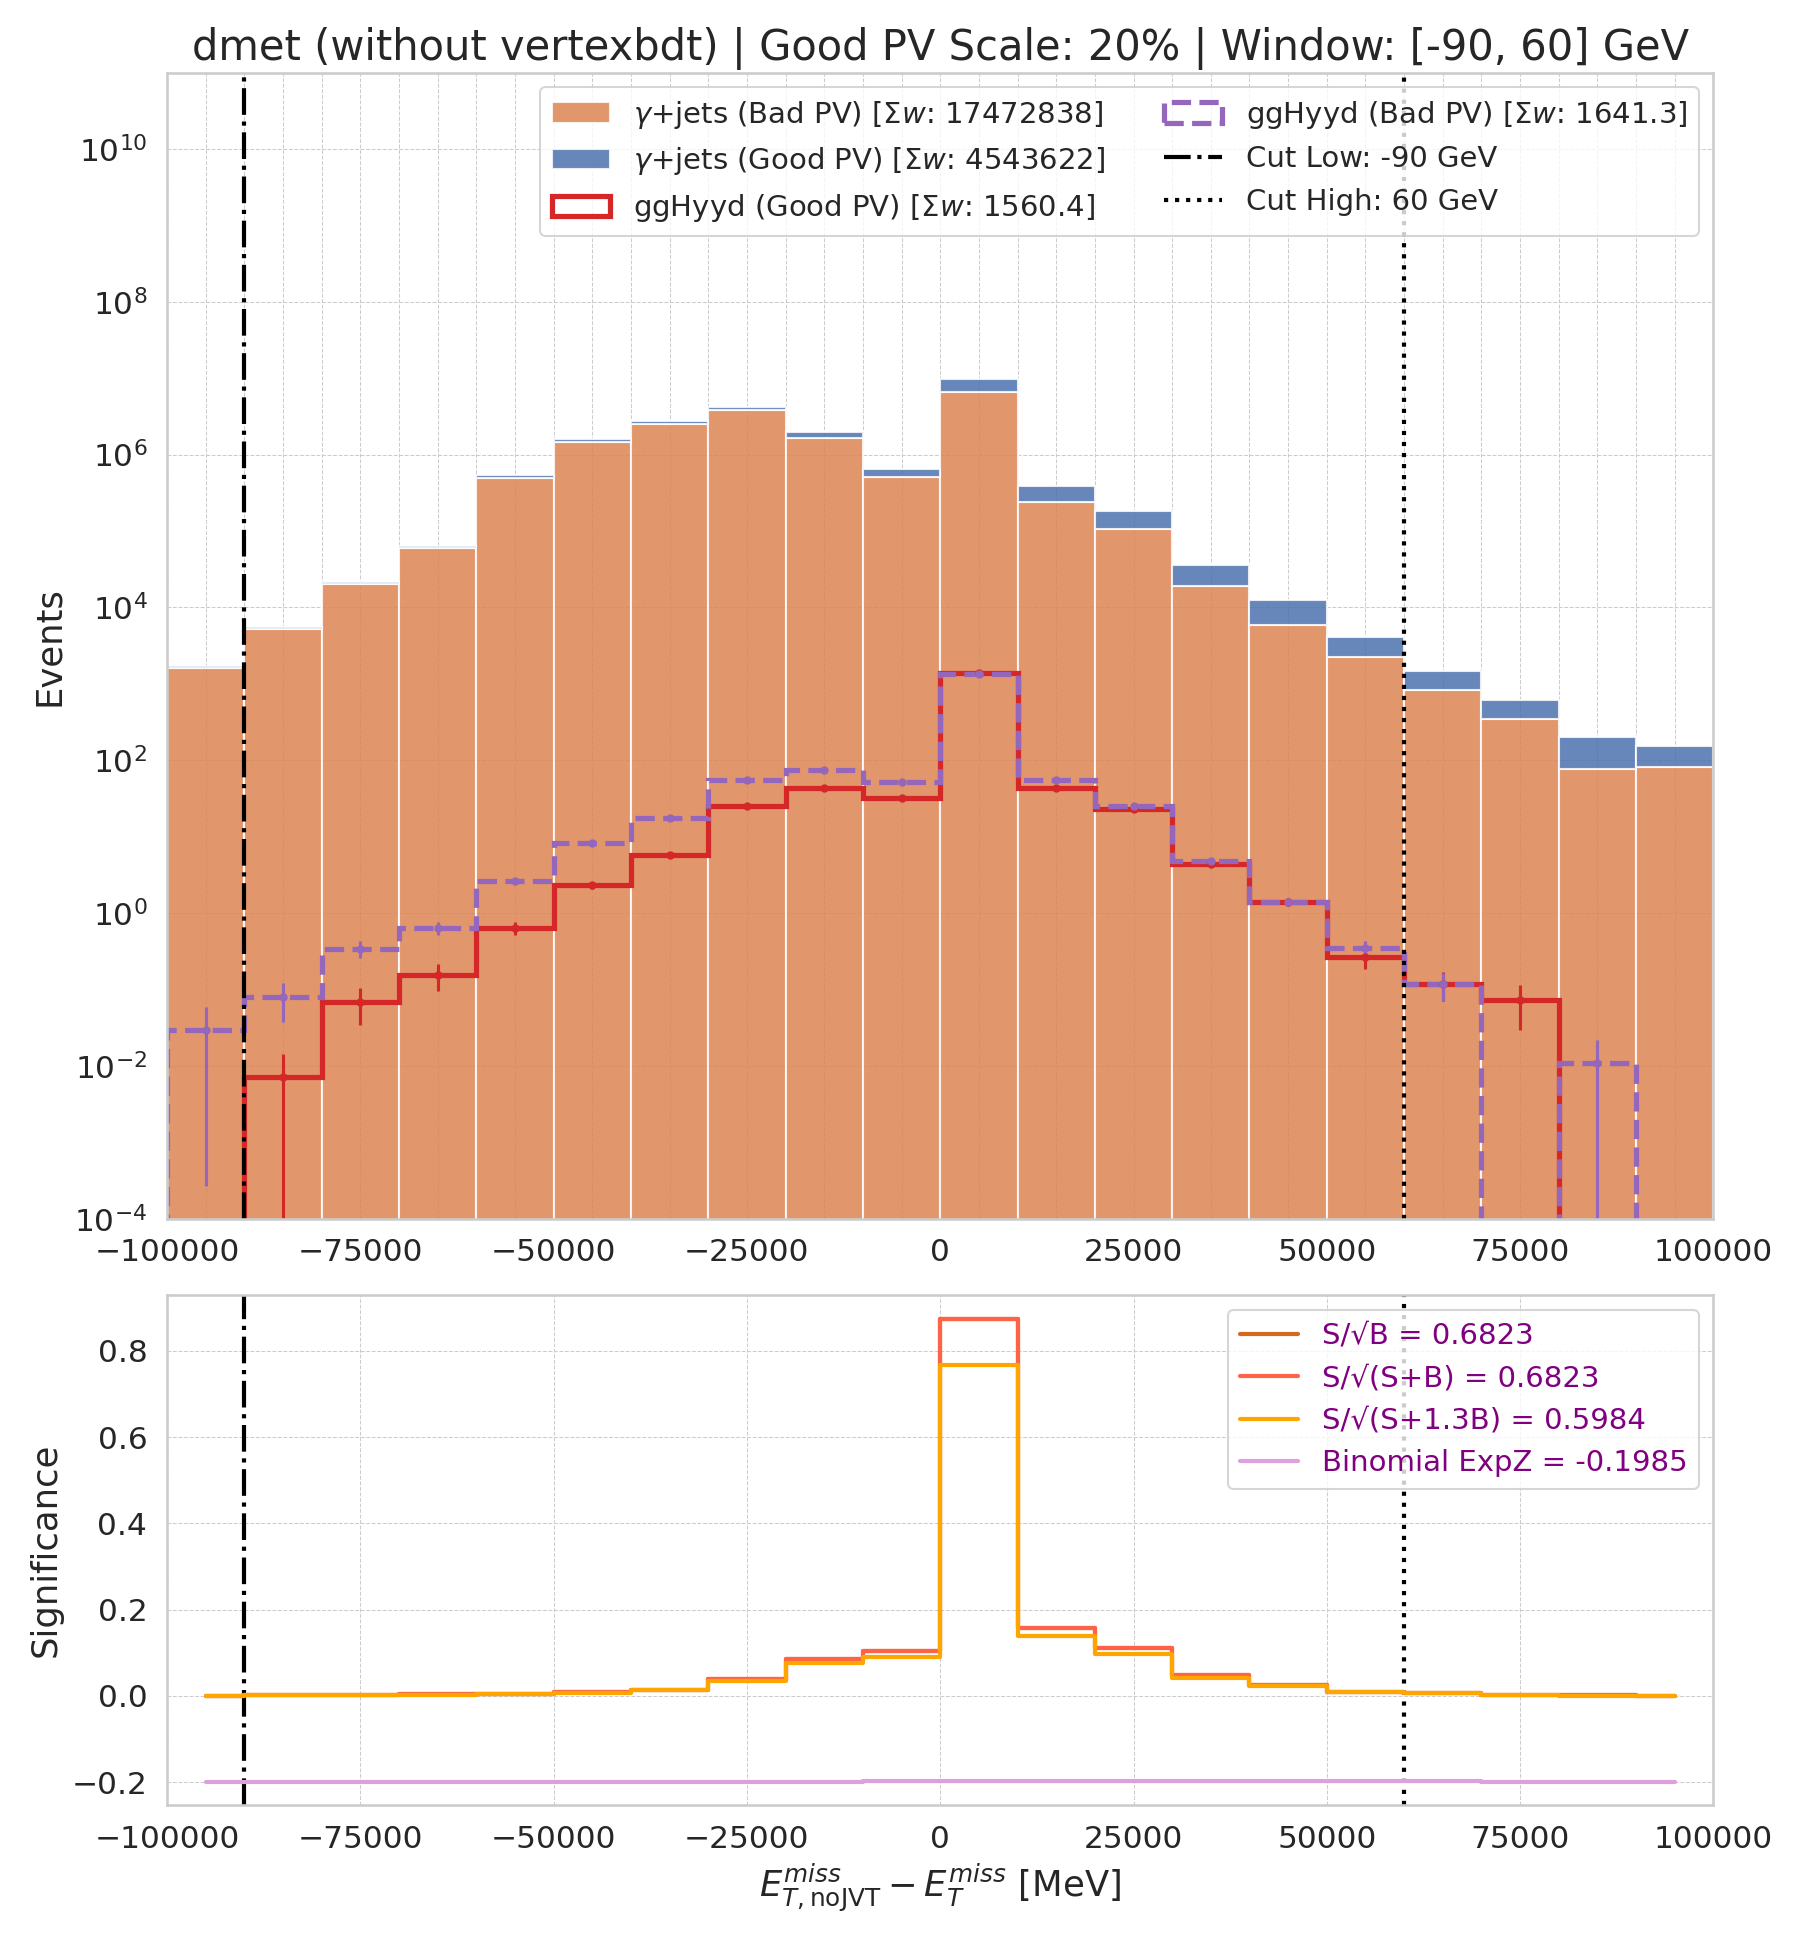 dmet (without vertexbdt) | Good PV Scale: 20% | Window: [-90, 60] GeV
γ+jets (Bad PV) [Σw: 17472838]
γ+jets (Good PV) [Σw: 4543622]
ggHyyd (Good PV) [Σw: 1560.4]
ggHyyd (Bad PV) [Σw: 1641.3]
Cut Low: -90 GeV
Cut High: 60 GeV
Events
10^10
10^8
10^6
10^4
10^2
10^0
10^−2
10^−4
−100000 −75000 −50000 −25000 0 25000 50000 75000 100000
S/√B = 0.6823
S/√(S+B) = 0.6823
S/√(S+1.3B) = 0.5984
Binomial ExpZ = -0.1985
Significance
0.8
0.6
0.4
0.2
0.0
−0.2
−100000 −75000 −50000 −25000 0 25000 50000 75000 100000
E_{T,noJVT}^{miss} − E_T^{miss} [MeV]